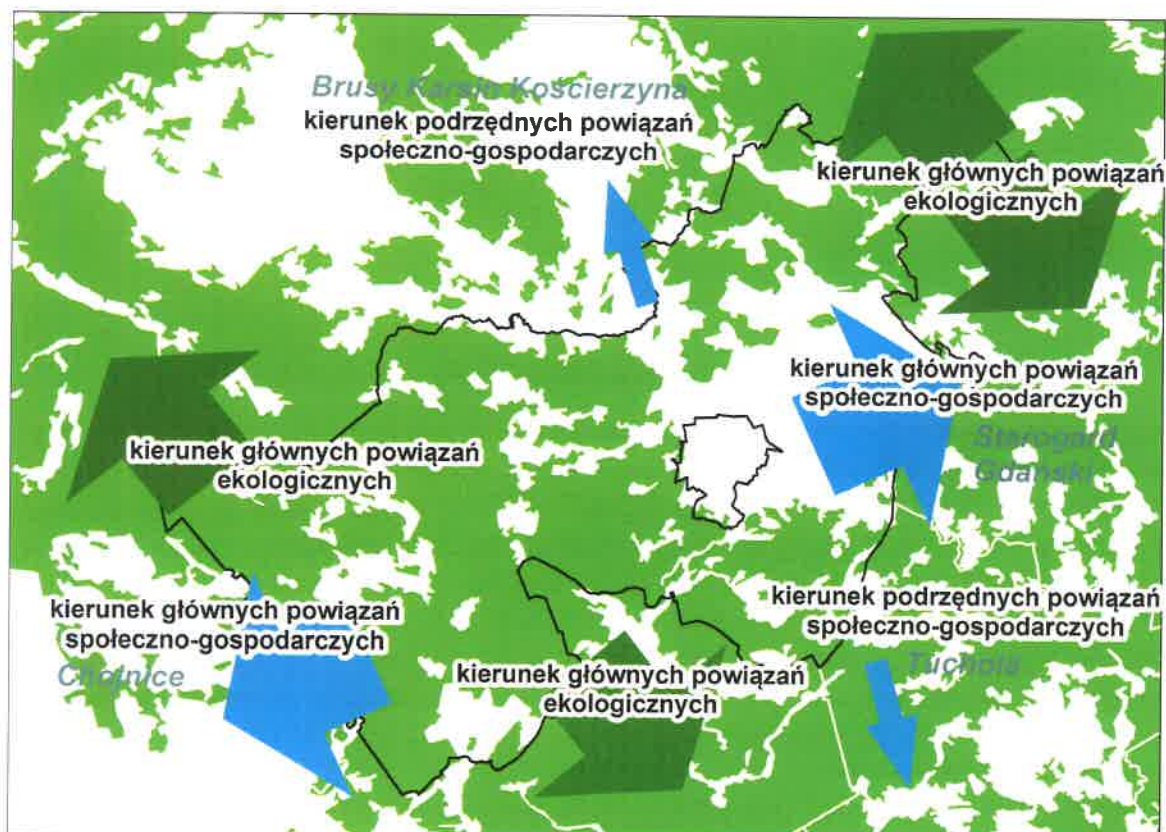 Brusy Karsin Kościerzyna
kierunek podrzędnych powiązań
społeczno-gospodarczych
kierunek głównych powiązań
ekologicznych
kierunek głównych powiązań
społeczno-gospodarczych
Starogard
Gdański
kierunek głównych powiązań
ekologicznych
kierunek głównych powiązań
społeczno-gospodarczych
Chojnice
kierunek podrzędnych powiązań
społeczno-gospodarczych
Tuchola
kierunek głównych powiązań
ekologicznych